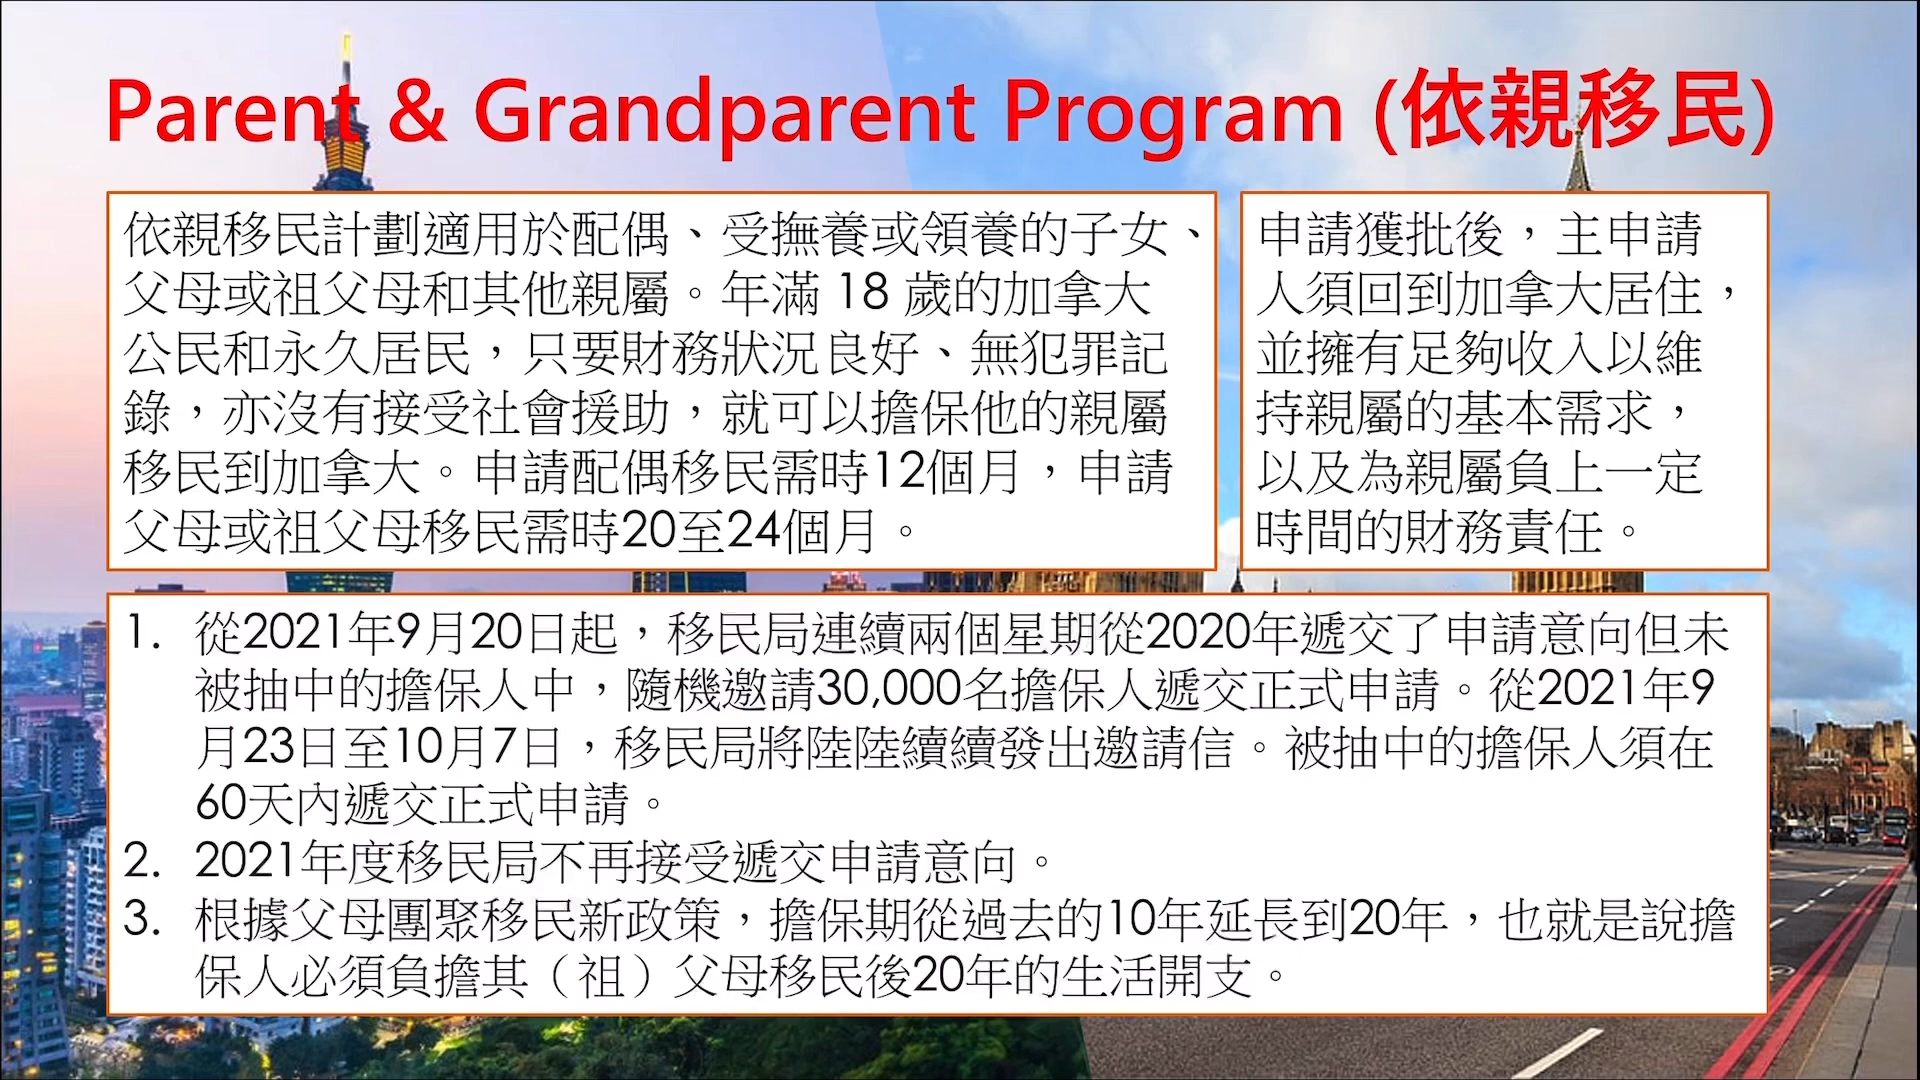 Parent & Grandparent Program (依親移民)
依親移民計劃適用於配偶、受撫養或領養的子女、
父母或祖父母和其他親屬。年滿 18 歲的加拿大
公民和永久居民，只要財務狀況良好、無犯罪記
錄，亦沒有接受社會援助，就可以擔保他的親屬
移民到加拿大。申請配偶移民需時12個月，申請
父母或祖父母移民需時20至24個月。
申請獲批後，主申請
人須回到加拿大居住，
並擁有足夠收入以維
持親屬的基本需求，
以及為親屬負上一定
時間的財務責任。
1. 從2021年9月20日起，移民局連續兩個星期從2020年遞交了申請意向但未
被抽中的擔保人中，隨機邀請30,000名擔保人遞交正式申請。從2021年9
月23日至10月7日，移民局將陸陸續續發出邀請信。被抽中的擔保人須在
60天內遞交正式申請。
2. 2021年度移民局不再接受遞交申請意向。
3. 根據父母團聚移民新政策，擔保期從過去的10年延長到20年，也就是說擔
保人必須負擔其（祖）父母移民後20年的生活開支。